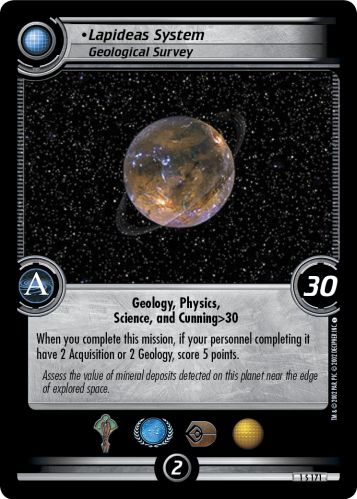 •Lapideas System
Geological Survey
A
30
Geology, Physics,
Science, and Cunning>30
When you complete this mission, if your personnel completing it
have 2 Acquisition or 2 Geology, score 5 points.
Assess the value of mineral deposits detected on this planet near the edge
of explored space.
2
1 S 171